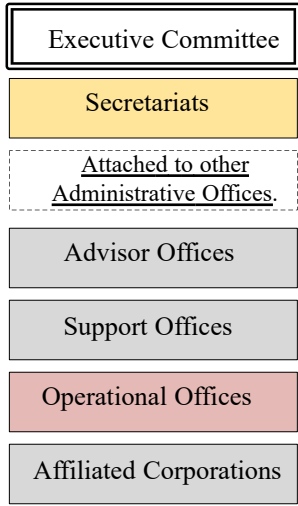 Executive Committee
Secretariats
Attached to other
Administrative Offices.
Advisor Offices
Support Offices
Operational Offices
Affiliated Corporations